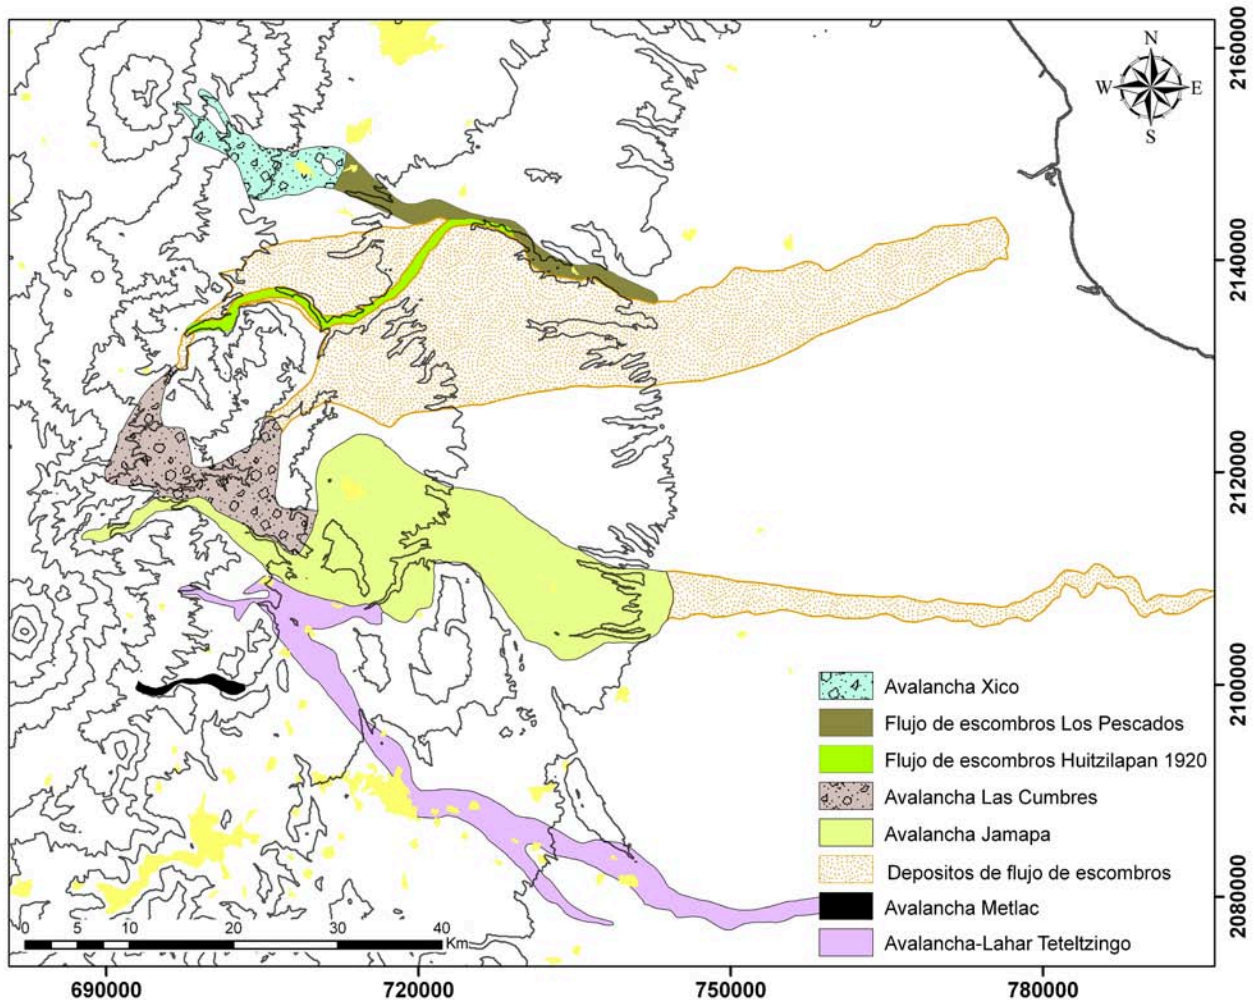 N
W E
S
2160000
2140000
2120000
2100000
2080000
Avalancha Xico
Flujo de escombros Los Pescados
Flujo de escombros Huitzilapan 1920
Avalancha Las Cumbres
Avalancha Jamapa
Depositos de flujo de escombros
Avalancha Metlac
Avalancha-Lahar Teteltzingo
0 5 10 20 30 40 Km
690000 720000 750000 780000